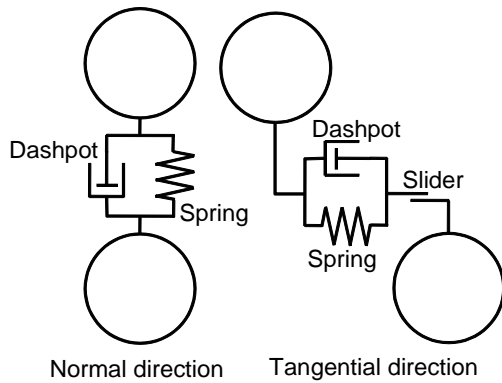 Dashpot
Spring
Normal direction
Dashpot
Slider
Spring
Tangential direction